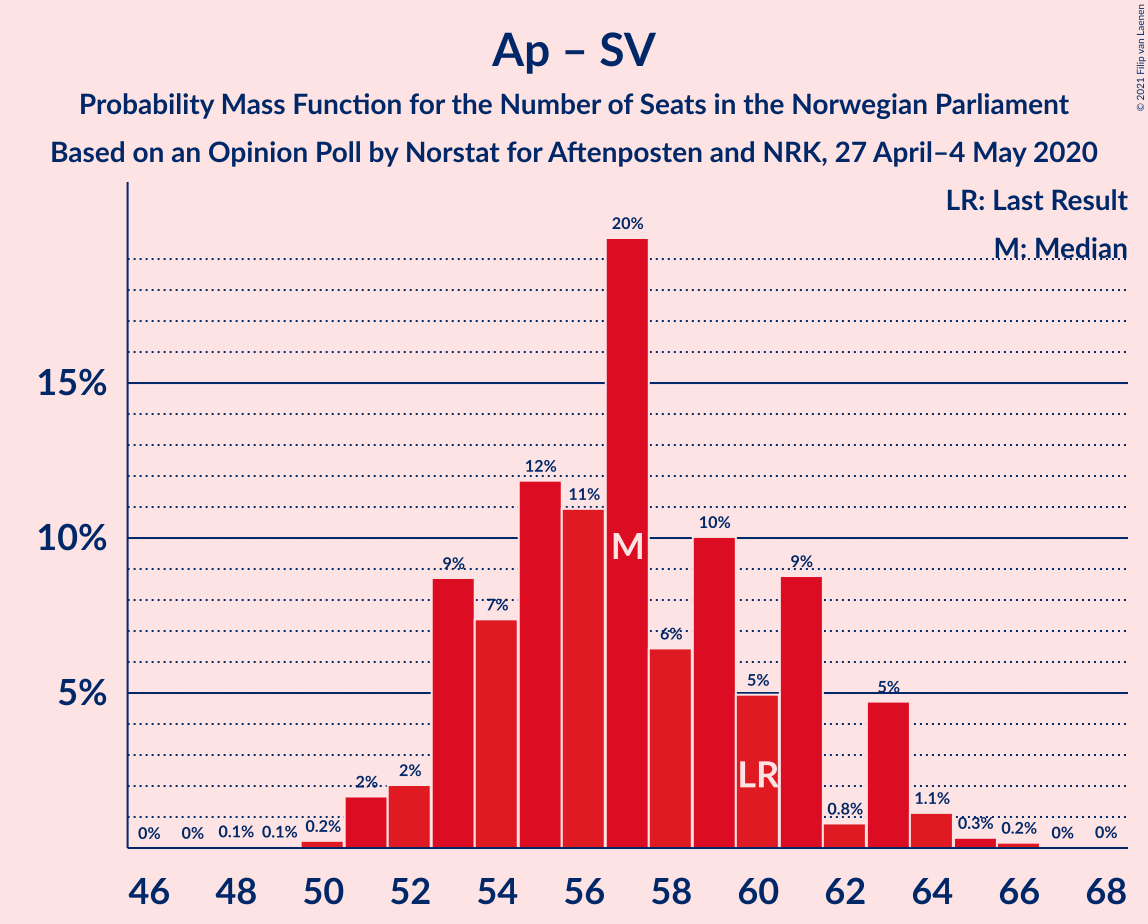 Ap – SV
Probability Mass Function for the Number of Seats in the Norwegian Parliament
Based on an Opinion Poll by Norstat for Aftenposten and NRK, 27 April–4 May 2020
© 2021 Filip van Laenen
LR: Last Result
M: Median
15%
10%
5%
0% 0% 0.1% 0.1% 0.2% 2% 2% 9% 7% 12% 11% 20% 6% 10% 5% 9% 0.8% 5% 1.1% 0.3% 0.2% 0% 0%
M
LR
46 48 50 52 54 56 58 60 62 64 66 68